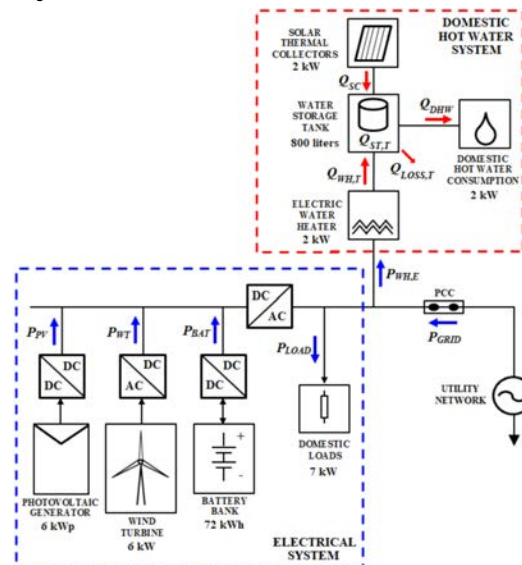 DOMESTIC
HOT WATER
SYSTEM
SOLAR
THERMAL
COLLECTORS
2 kW
Q_SC
WATER
STORAGE
TANK
800 liters
Q_ST,T
Q_DHW
Q_LOSS,T
Q_WH,T
DOMESTIC
HOT WATER
CONSUMPTION
2 kW
ELECTRIC
WATER
HEATER
2 kW
P_WH,E
PCC
P_GRID
DC
AC
P_PV
P_WT
P_BAT
P_LOAD
DC
DC
DC
AC
DC
DC
UTILITY
NETWORK
DOMESTIC
LOADS
7 kW
+
-
PHOTOVOLTAIC
GENERATOR
6 kWp
WIND
TURBINE
6 kW
BATTERY
BANK
72 kWh
ELECTRICAL
SYSTEM